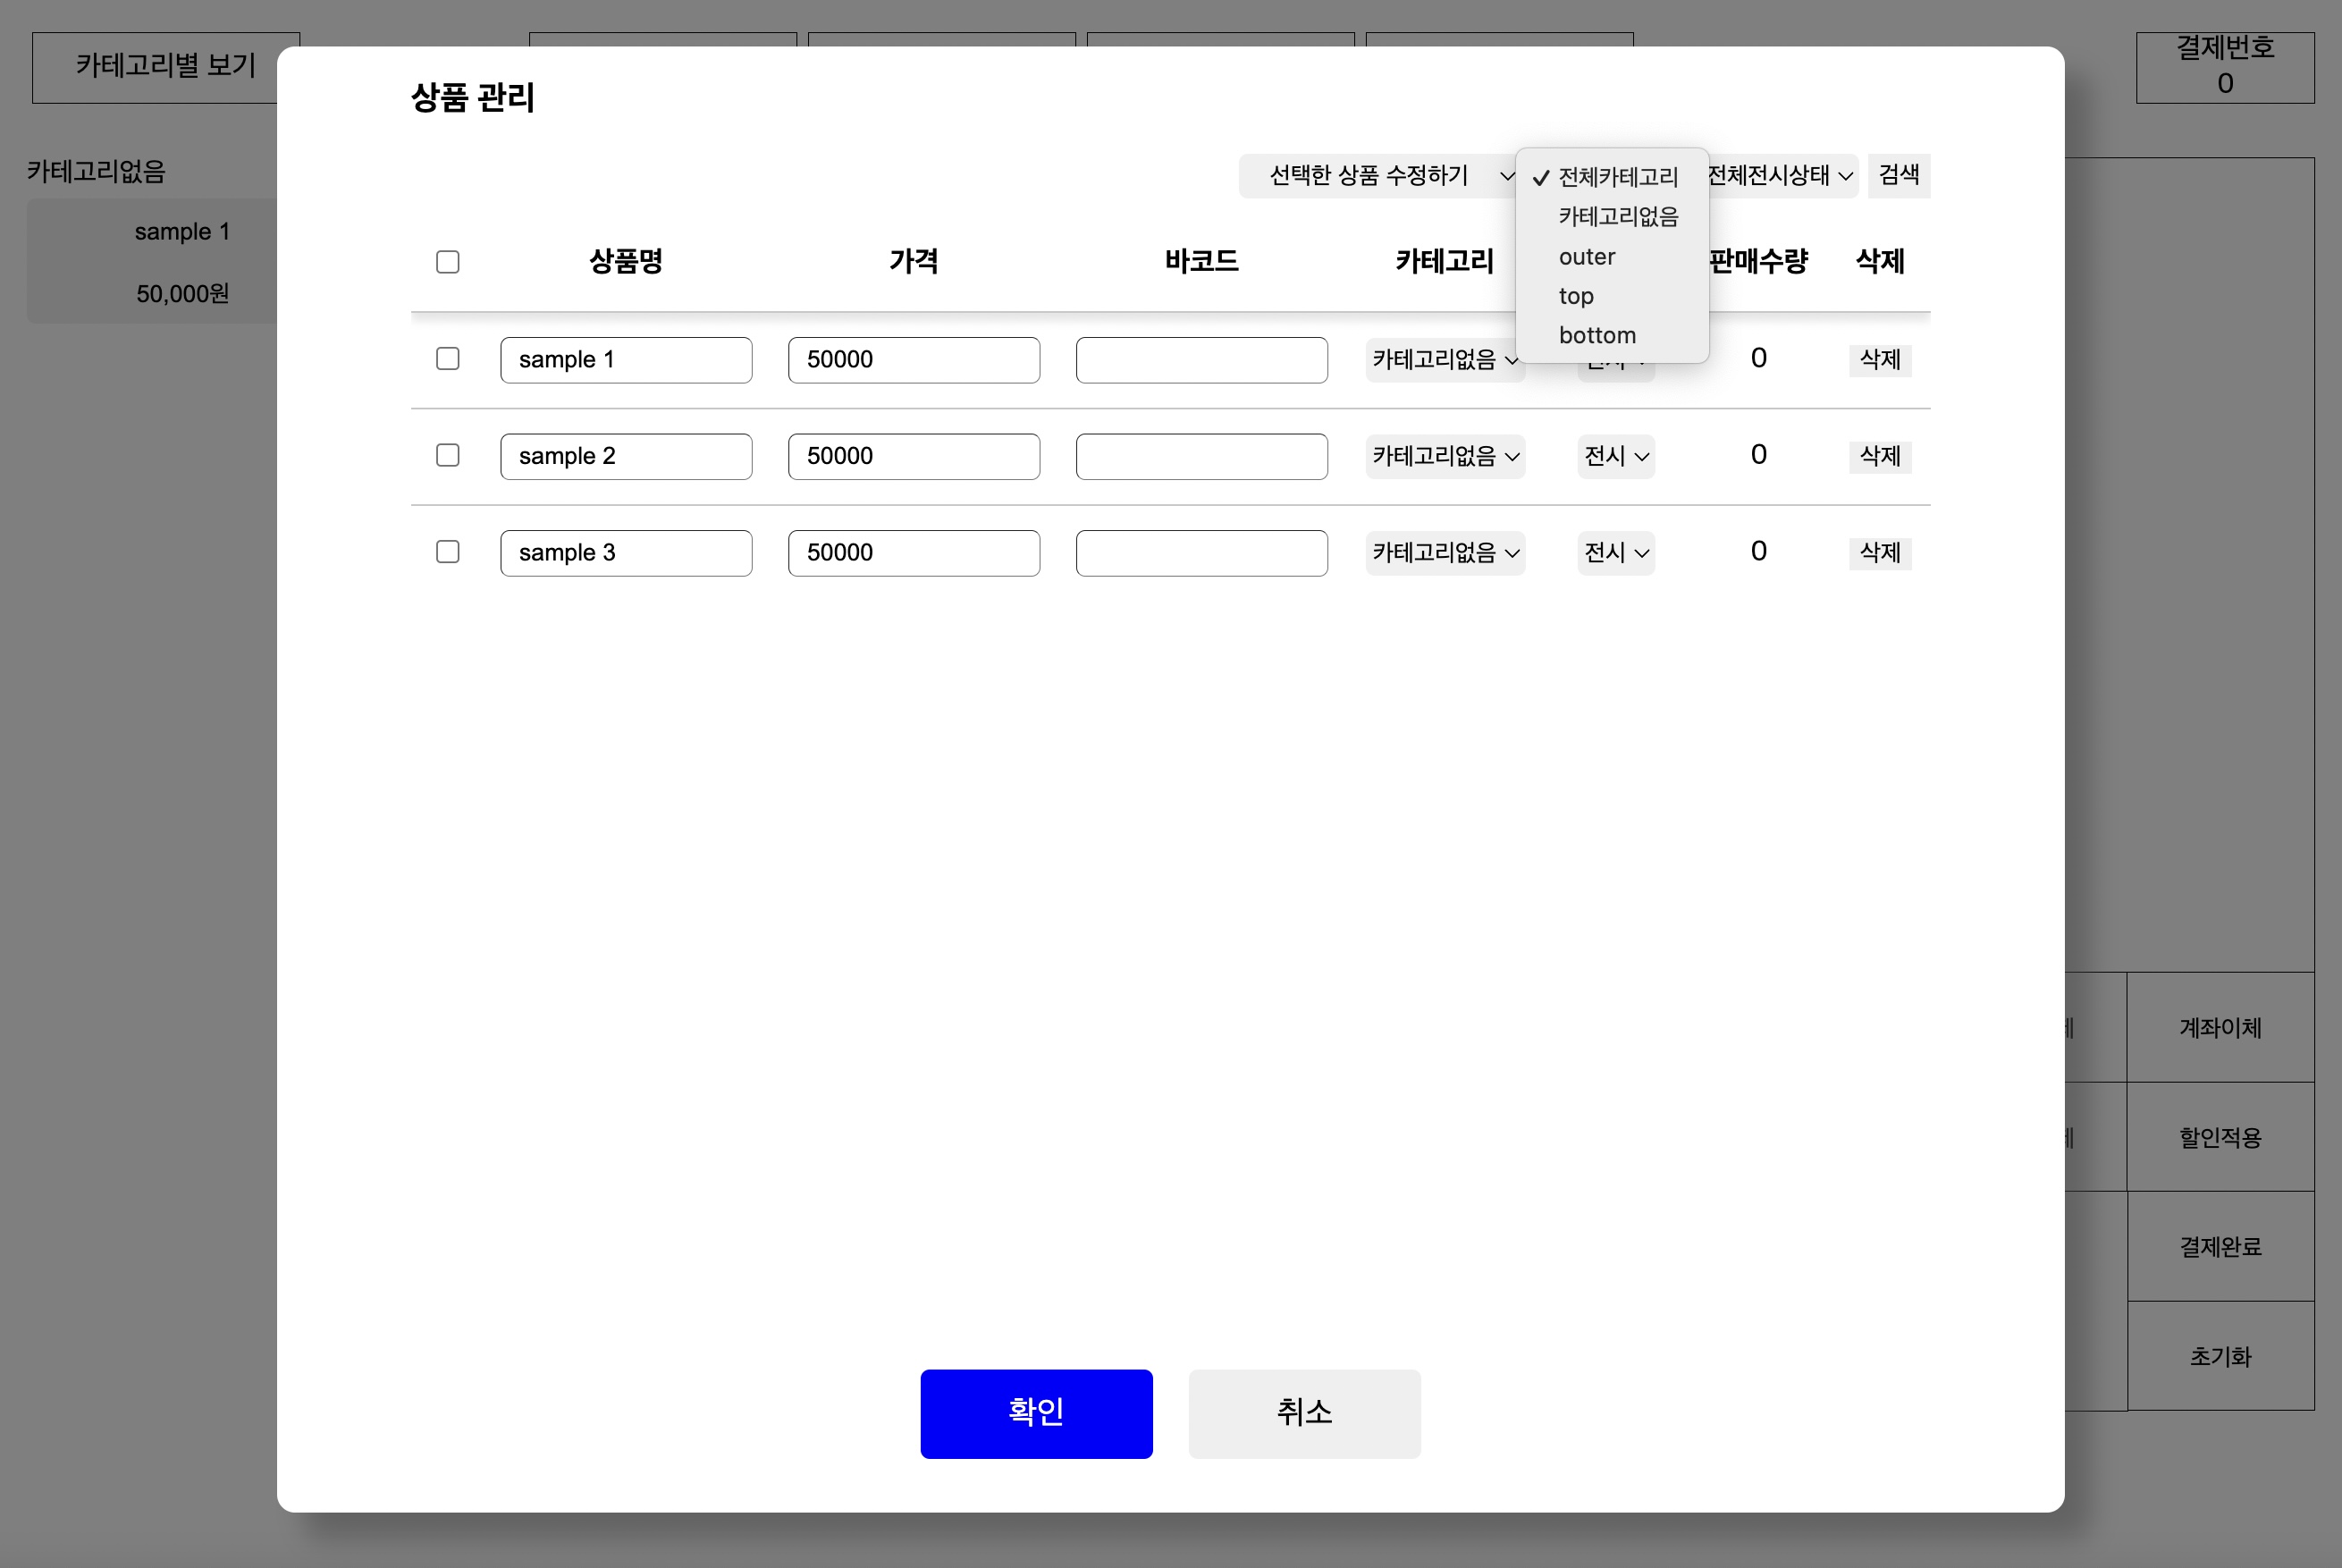 카테고리별 보기
결제번호
0
상품 관리
카테고리없음
선택한 상품 수정하기
전체카테고리
카테고리없음
outer
top
bottom
전체전시상태
검색
sample 1
50,000원
상품명 가격 바코드 카테고리 판매수량 삭제
sample 1 50000 카테고리없음 전시 0 삭제
sample 2 50000 카테고리없음 전시 0 삭제
sample 3 50000 카테고리없음 전시 0 삭제
계좌이체
할인적용
결제완료
초기화
확인 취소